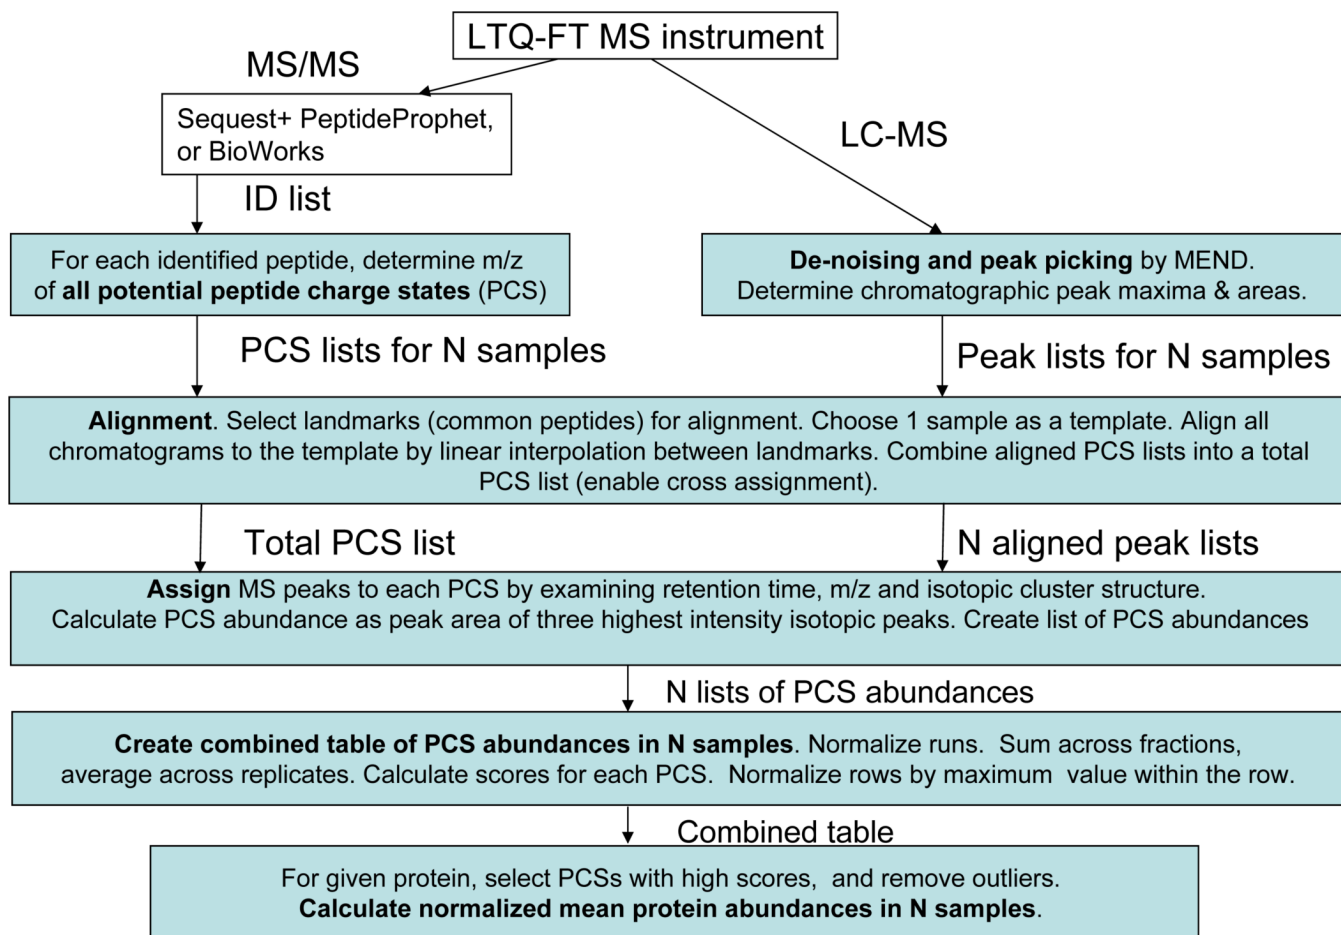 LTQ-FT MS instrument
MS/MS
Sequest+ PeptideProphet,
or BioWorks
LC-MS
ID list
For each identified peptide, determine m/z
of all potential peptide charge states (PCS)
De-noising and peak picking by MEND.
Determine chromatographic peak maxima & areas.
PCS lists for N samples
Peak lists for N samples
Alignment. Select landmarks (common peptides) for alignment. Choose 1 sample as a template. Align all
chromatograms to the template by linear interpolation between landmarks. Combine aligned PCS lists into a total
PCS list (enable cross assignment).
Total PCS list
N aligned peak lists
Assign MS peaks to each PCS by examining retention time, m/z and isotopic cluster structure.
Calculate PCS abundance as peak area of three highest intensity isotopic peaks. Create list of PCS abundances
N lists of PCS abundances
Create combined table of PCS abundances in N samples. Normalize runs. Sum across fractions,
average across replicates. Calculate scores for each PCS. Normalize rows by maximum value within the row.
Combined table
For given protein, select PCSs with high scores, and remove outliers.
Calculate normalized mean protein abundances in N samples.